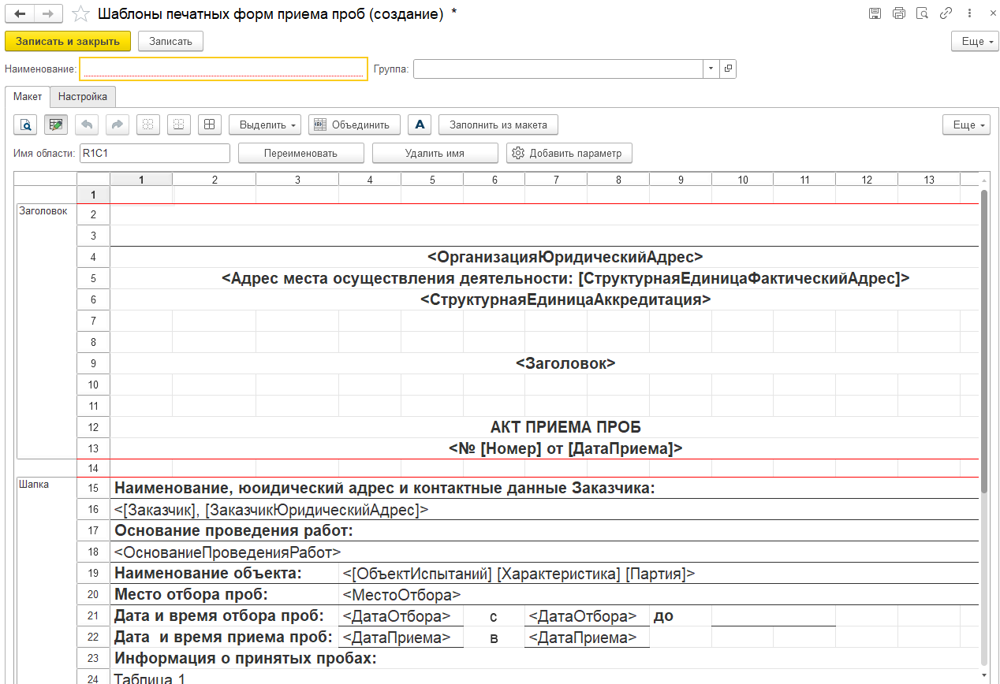 Шаблоны печатных форм приема проб (создание) *
Записать и закрыть Записать Еще
Наименование: Группа:
Макет Настройка
Выделить Объединить A Заполнить из макета Еще
Имя области: R1C1 Переименовать Удалить имя Добавить параметр
1 2 3 4 5 6 7 8 9 10 11 12 13
1
Заголовок 2
3
4 <ОрганизацияЮридическийАдрес>
5 <Адрес места осуществления деятельности: [СтруктурнаяЕдиницаФактическийАдрес]>
6 <СтруктурнаяЕдиницаАккредитация>
7
8
9 <Заголовок>
10
11
12 АКТ ПРИЕМА ПРОБ
13 <№ [Номер] от [ДатаПриема]>
14
Шапка 15 Наименование, юоидический адрес и контактные данные Заказчика:
16 <[Заказчик], [ЗаказчикЮридическийАдрес]>
17 Основание проведения работ:
18 <ОснованиеПроведенияРабот>
19 Наименование объекта: <[ОбъектИспытаний] [Характеристика] [Партия]>
20 Место отбора проб: <МестоОтбора>
21 Дата и время отбора проб: <ДатаОтбора> с <ДатаОтбора> до
22 Дата и время приема проб: <ДатаПриема> в <ДатаПриема>
23 Информация о принятых пробах:
24 Таблица 1